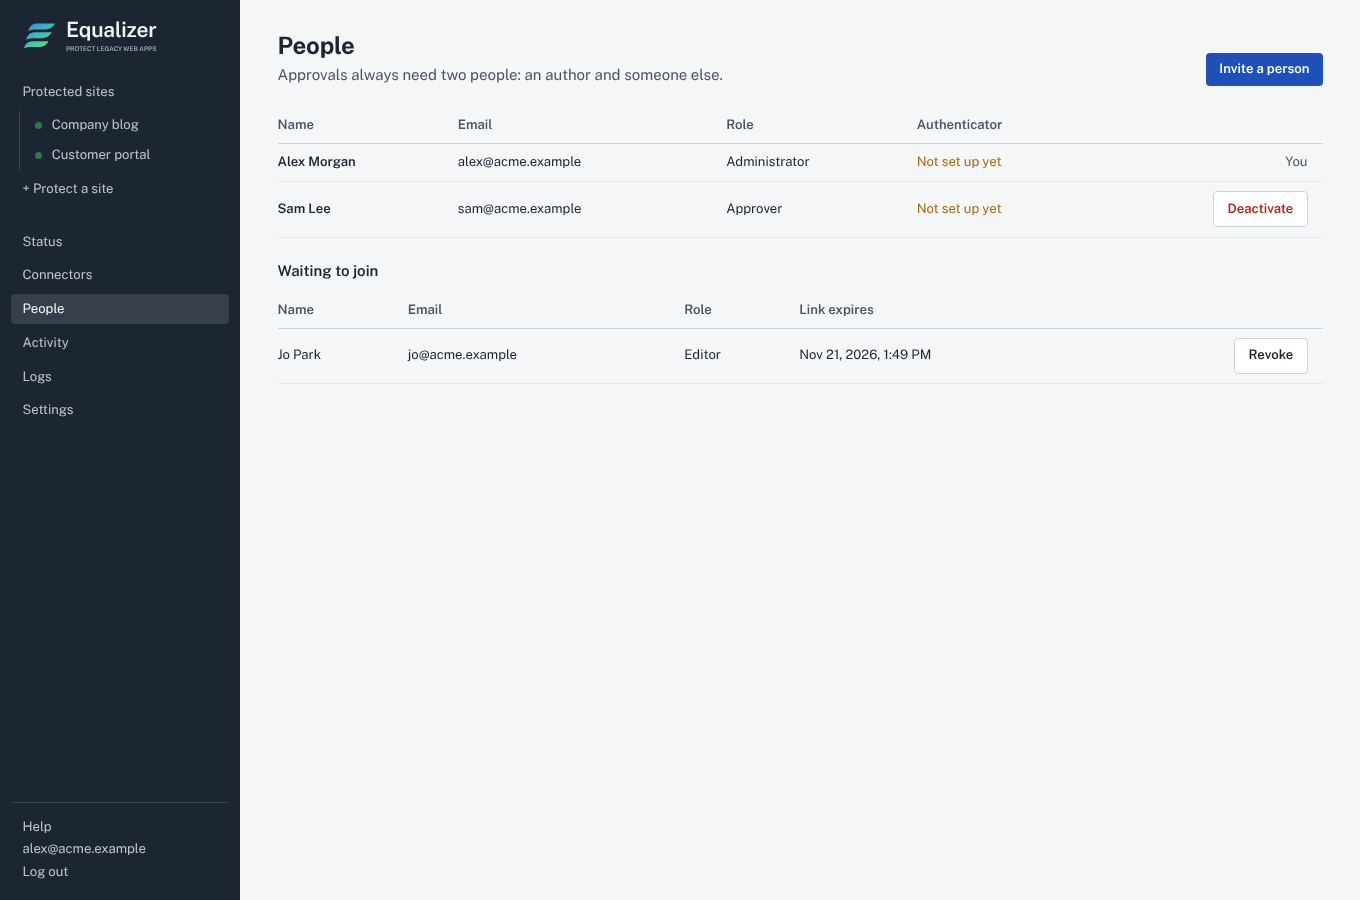 Equalizer
PROTECT LEGACY WEB APPS
Protected sites
Company blog
Customer portal
+ Protect a site
Status
Connectors
People
Activity
Logs
Settings
Help
alex@acme.example
Log out
People
Approvals always need two people: an author and someone else.
Invite a person
Name Email Role Authenticator
Alex Morgan alex@acme.example Administrator Not set up yet You
Sam Lee sam@acme.example Approver Not set up yet Deactivate
Waiting to join
Name Email Role Link expires
Jo Park jo@acme.example Editor Nov 21, 2026, 1:49 PM Revoke